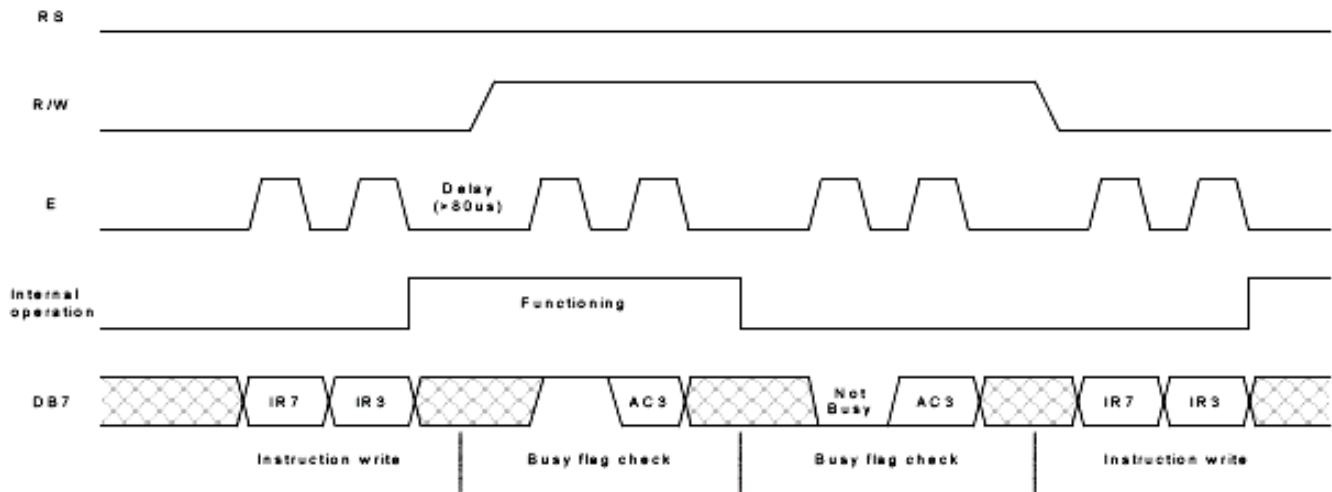 RS
R/W
E
Delay
(>80us)
Internal
operation
Functioning
DB7
IR7
IR3
AC3
Not
Busy
AC3
IR7
IR3
Instruction write
Busy flag check
Busy flag check
Instruction write